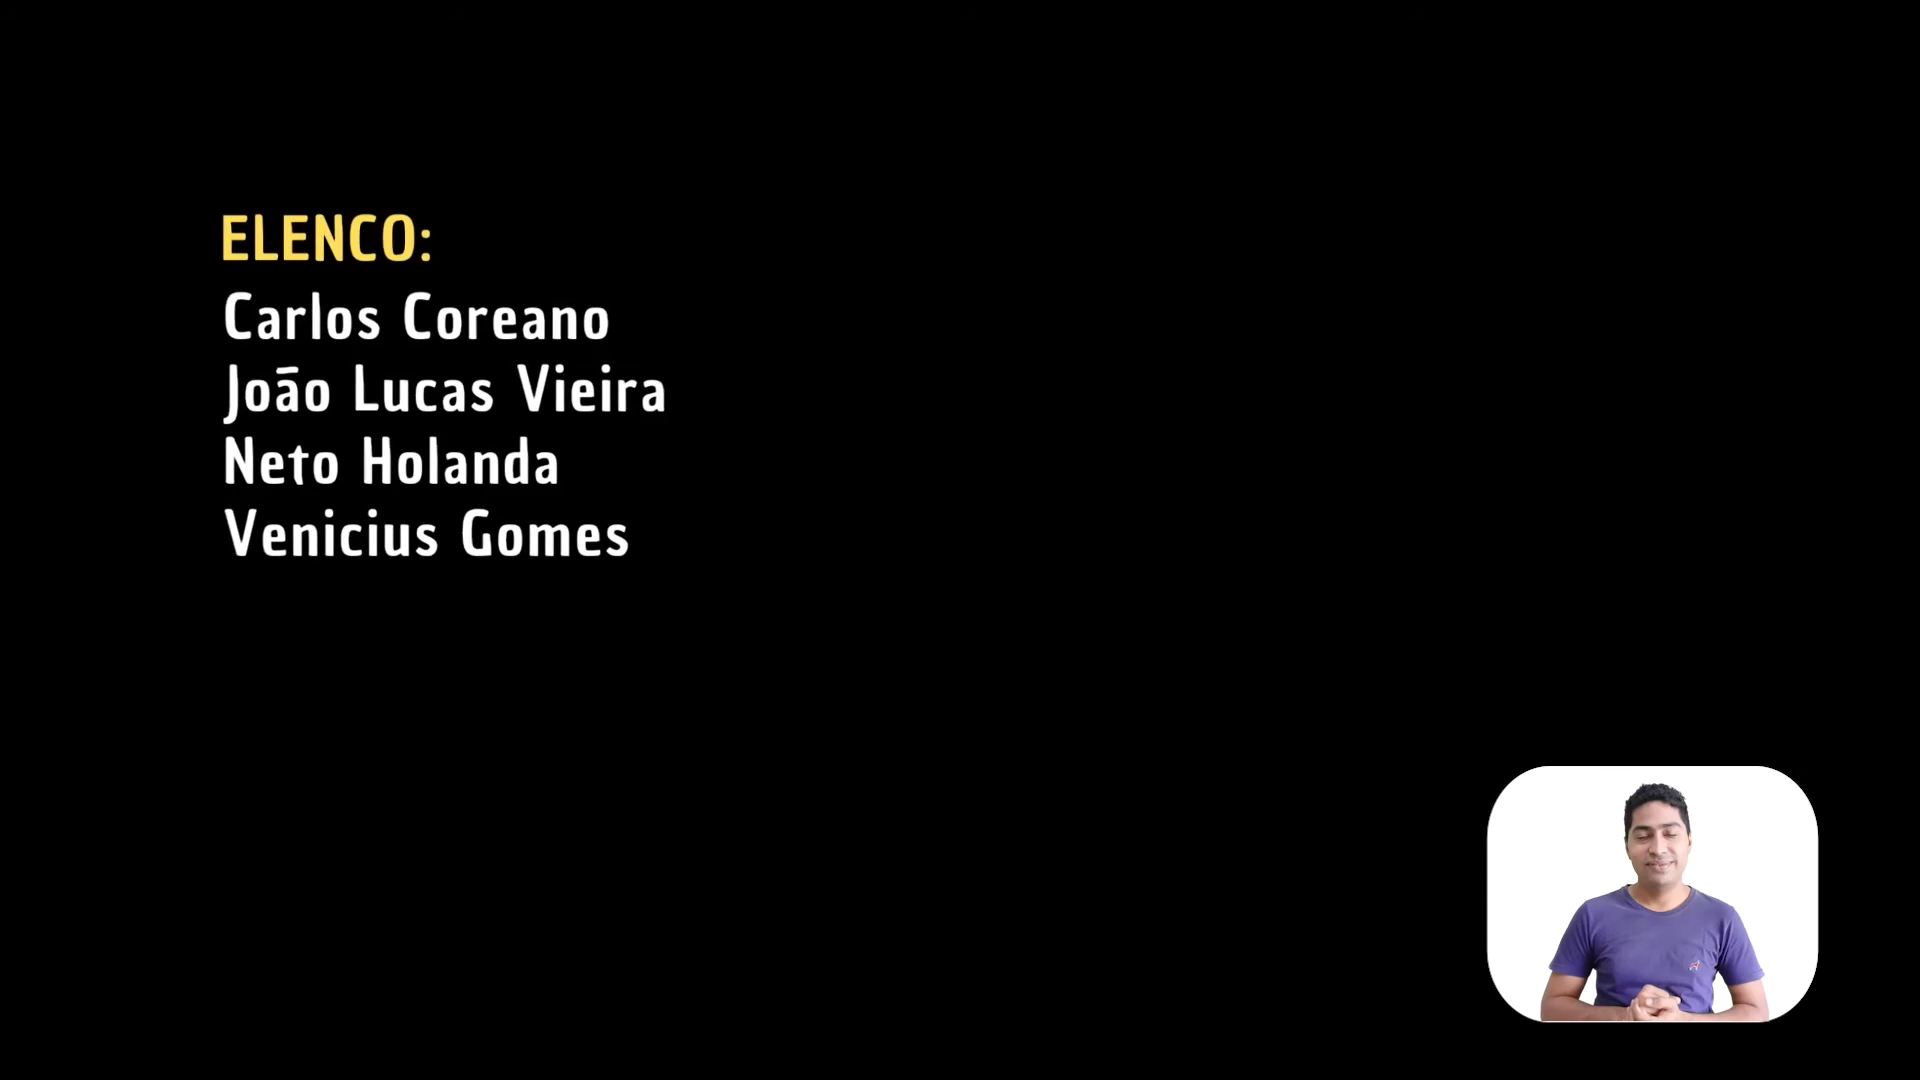 ELENCO:
Carlos Coreano
João Lucas Vieira
Neto Holanda
Venicius Gomes